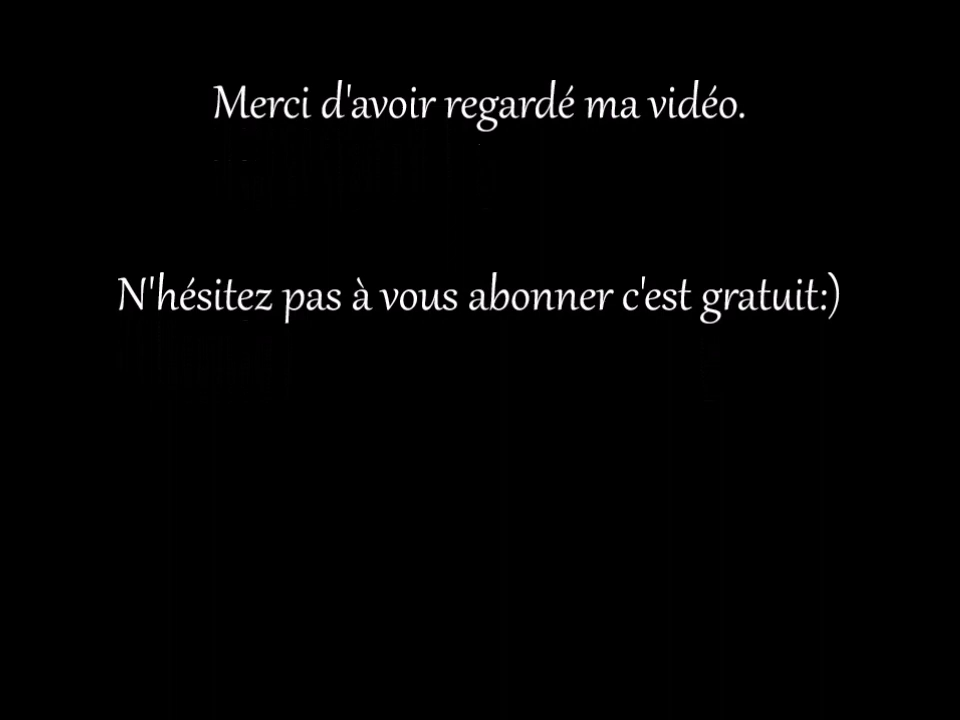 Merci d'avoir regardé ma vidéo.
N'hésitez pas à vous abonner c'est gratuit:)